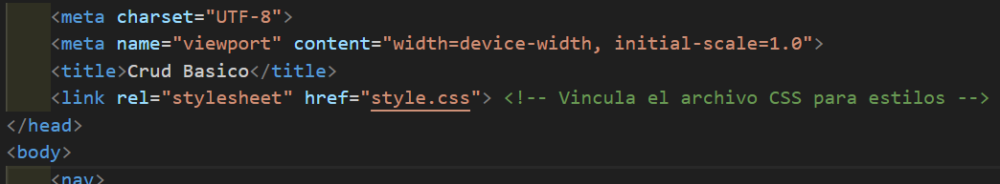 <meta charset="UTF-8">
<meta name="viewport" content="width=device-width, initial-scale=1.0">
<title>Crud Basico</title>
<link rel="stylesheet" href="style.css"> <!-- Vincula el archivo CSS para estilos -->
</head>
<body>
<nav>